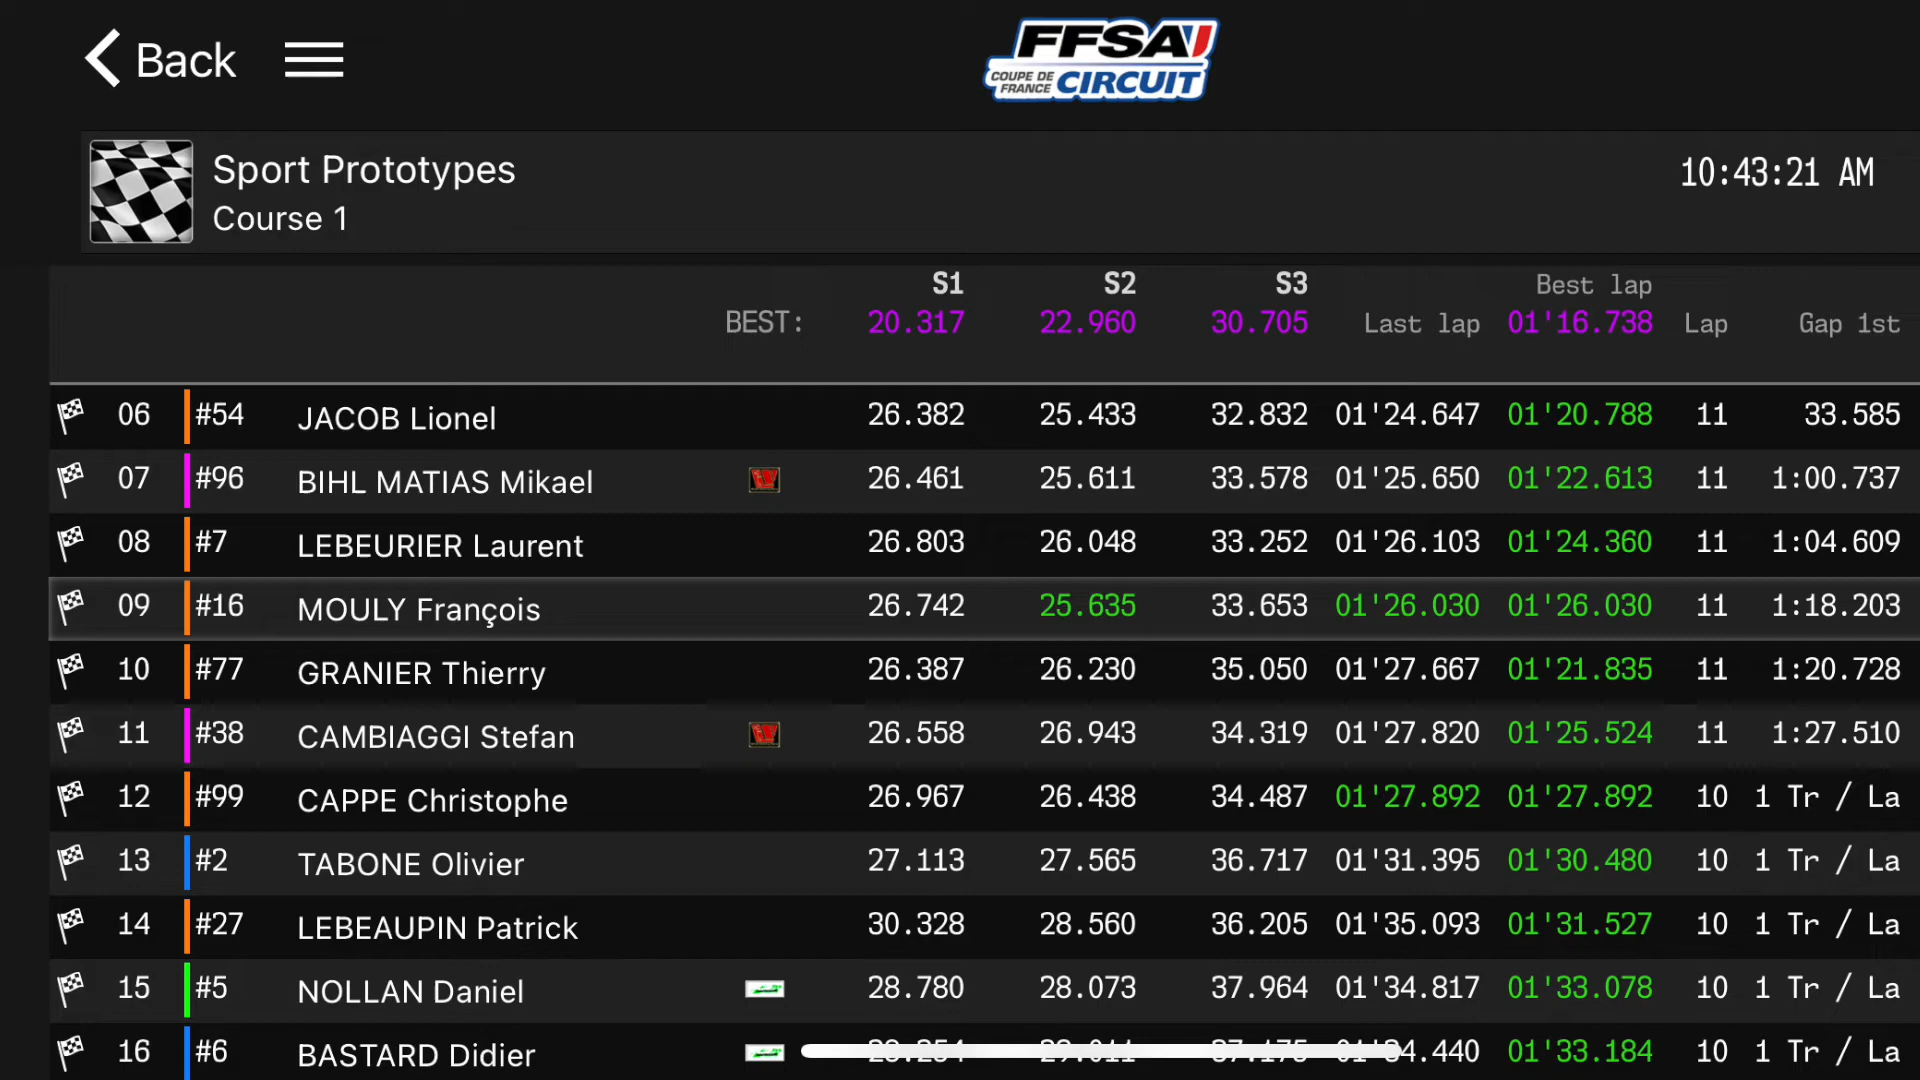 Back
FFSA
COUPE DE FRANCE CIRCUIT
Sport Prototypes
10:43:21 AM
Course 1
S1 S2 S3 Best lap
BEST: 20.317 22.960 30.705 Last lap 01'16.738 Lap Gap 1st
06 #54 JACOB Lionel 26.382 25.433 32.832 01'24.647 01'20.788 11 33.585
07 #96 BIHL MATIAS Mikael 26.461 25.611 33.578 01'25.650 01'22.613 11 1:00.737
08 #7 LEBEURIER Laurent 26.803 26.048 33.252 01'26.103 01'24.360 11 1:04.609
09 #16 MOULY François 26.742 25.635 33.653 01'26.030 01'26.030 11 1:18.203
10 #77 GRANIER Thierry 26.387 26.230 35.050 01'27.667 01'21.835 11 1:20.728
11 #38 CAMBIAGGI Stefan 26.558 26.943 34.319 01'27.820 01'25.524 11 1:27.510
12 #99 CAPPE Christophe 26.967 26.438 34.487 01'27.892 01'27.892 10 1 Tr / La
13 #2 TABONE Olivier 27.113 27.565 36.717 01'31.395 01'30.480 10 1 Tr / La
14 #27 LEBEAUPIN Patrick 30.328 28.560 36.205 01'35.093 01'31.527 10 1 Tr / La
15 #5 NOLLAN Daniel 28.780 28.073 37.964 01'34.817 01'33.078 10 1 Tr / La
16 #6 BASTARD Didier 01'34.440 01'33.184 10 1 Tr / La